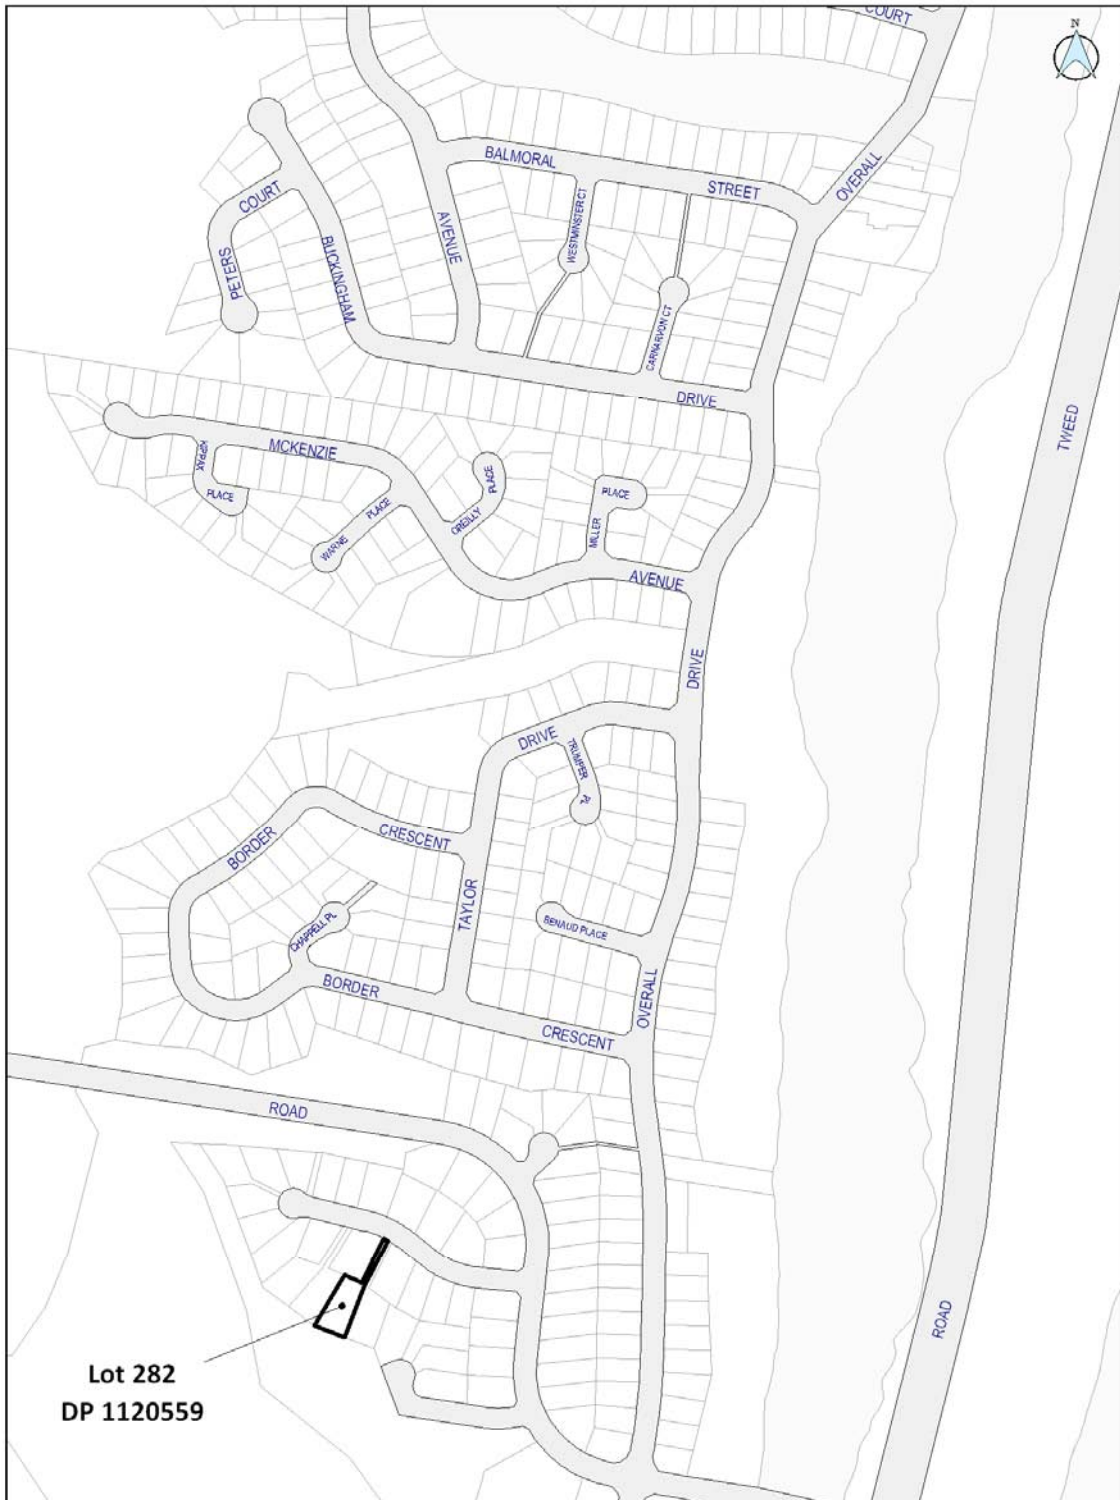 COURT
N
BALMORAL
STREET
OVERALL
WESTMINSTER CT
COURT
AVENUE
PETERS
BUCKINGHAM
CARNARVON CT
DRIVE
TWEED
MCKENZIE
KIPPAX
PLACE
PLACE
OREILLY
PLACE
WARNE
PLACE
MILLER
AVENUE
DRIVE
DRIVE
TRUMPER
PL
BORDER
CRESCENT
TAYLOR
CHAPPELL PL
BENAUD PLACE
BORDER
OVERALL
CRESCENT
ROAD
ROAD
Lot 282
DP 1120559